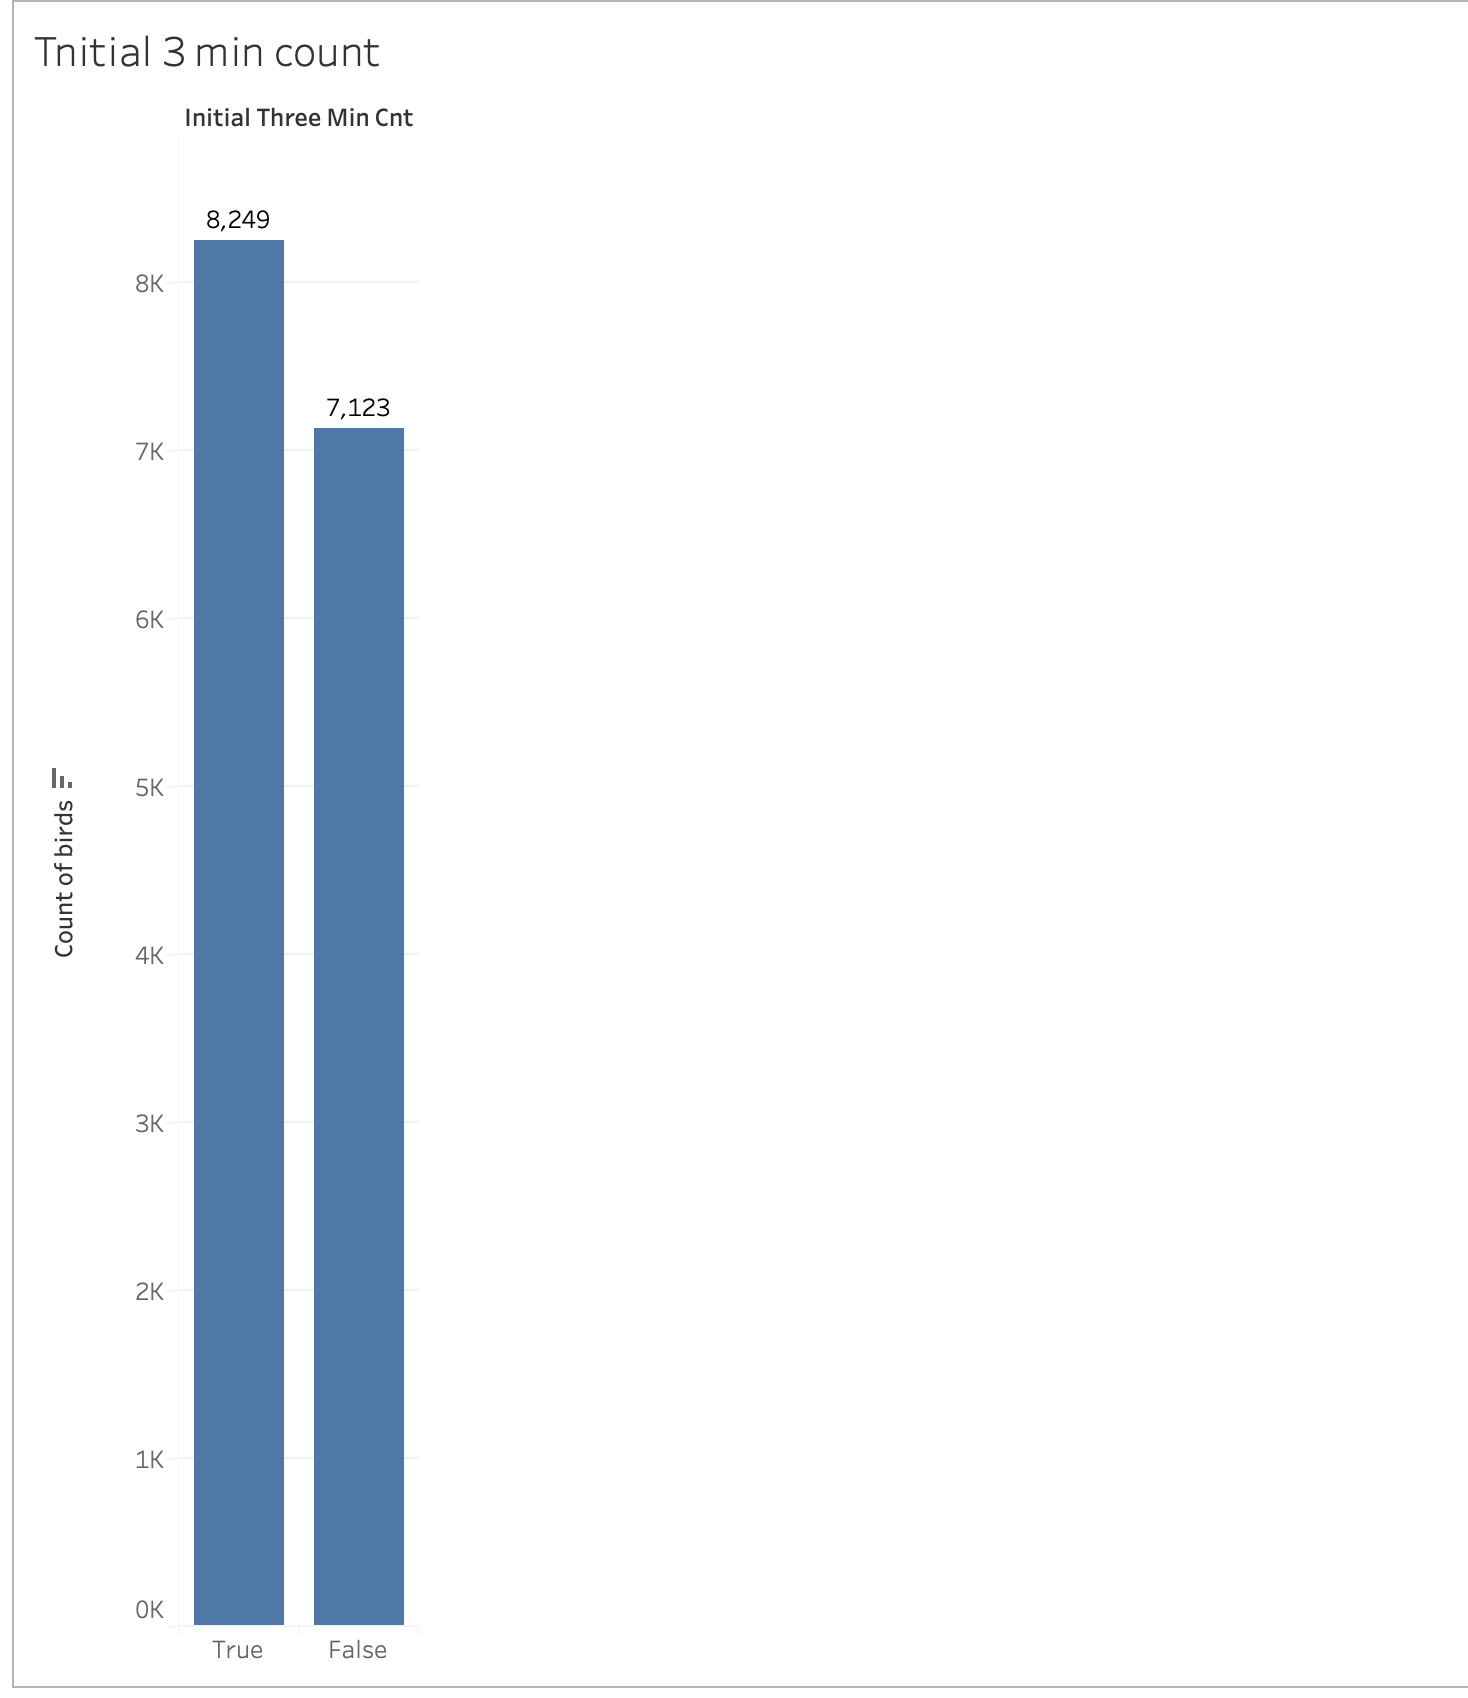 Tnitial 3 min count
Initial Three Min Cnt
8,249
7,123
8K
7K
6K
5K
4K
3K
2K
1K
0K
Count of birds
True False